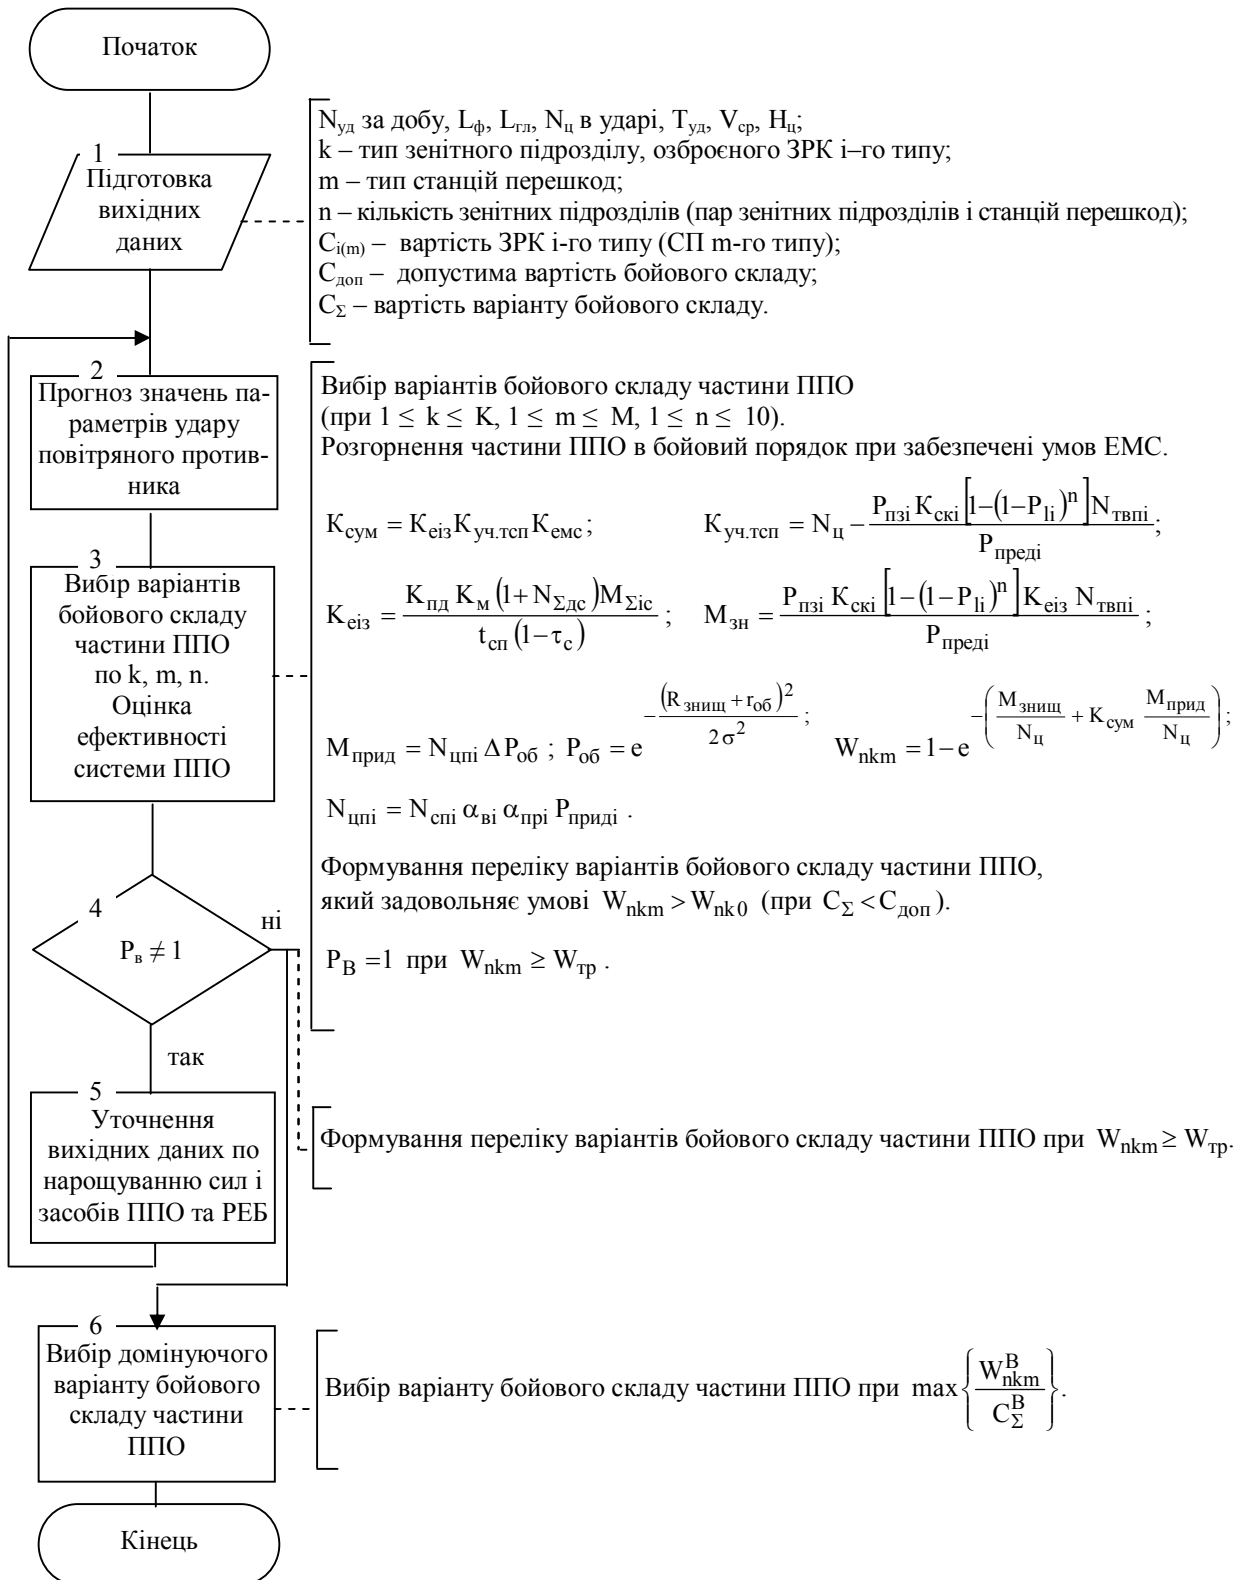 Початок
N_уд за добу, L_ф, L_гл, N_ц в ударі, T_уд, V_ср, H_ц;
k – тип зенітного підрозділу, озброєного ЗРК і–го типу;
m – тип станцій перешкод;
n – кількість зенітних підрозділів (пар зенітних підрозділів і станцій перешкод);
C_i(m) – вартість ЗРК і-го типу (СП m-го типу);
C_доп – допустима вартість бойового складу;
C_Σ – вартість варіанту бойового складу.
1
Підготовка
вихідних
даних
2
Прогноз значень па-
раметрів удару
повітряного против-
ника
Вибір варіантів бойового складу частини ППО
(при 1 ≤ k ≤ K, 1 ≤ m ≤ M, 1 ≤ n ≤ 10).
Розгорнення частини ППО в бойовий порядок при забезпечені умов ЕМС.
K_сум = K_еіз K_уч.тсп K_емс; K_уч.тсп = N_ц − (P_пзі K_скі [1−(1−P_li)^n] N_твпі) / P_преді;
K_еіз = (K_пд K_м (1+ N_Σдс) M_Σіс) / (t_сп (1−τ_с)); M_зн = (P_пзі K_скі [1−(1−P_li)^n] K_еіз N_твпі) / P_преді;
M_прид = N_цпі Δ P_об; P_об = e^(−(R_знищ + r_об)^2 / (2σ^2)); W_nkm = 1−e^(−(M_знищ/N_ц + K_сум M_прид/N_ц));
N_цпі = N_спі α_ві α_прі P_приді .
Формування переліку варіантів бойового складу частини ППО,
який задовольняє умові W_nkm > W_nk0 (при C_Σ < C_доп).
P_В =1 при W_nkm ≥ W_тр .
3
Вибір варіантів
бойового складу
частини ППО
по k, m, n.
Оцінка
ефективності
системи ППО
4
P_в ≠ 1
ні
так
5
Уточнення
вихідних даних по
нарощуванню сил і
засобів ППО та РЕБ
Формування переліку варіантів бойового складу частини ППО при W_nkm ≥ W_тр.
6
Вибір домінуючого
варіанту бойового
складу частини
ППО
Вибір варіанту бойового складу частини ППО при max{W^В_nkm / C^В_Σ}.
Кінець